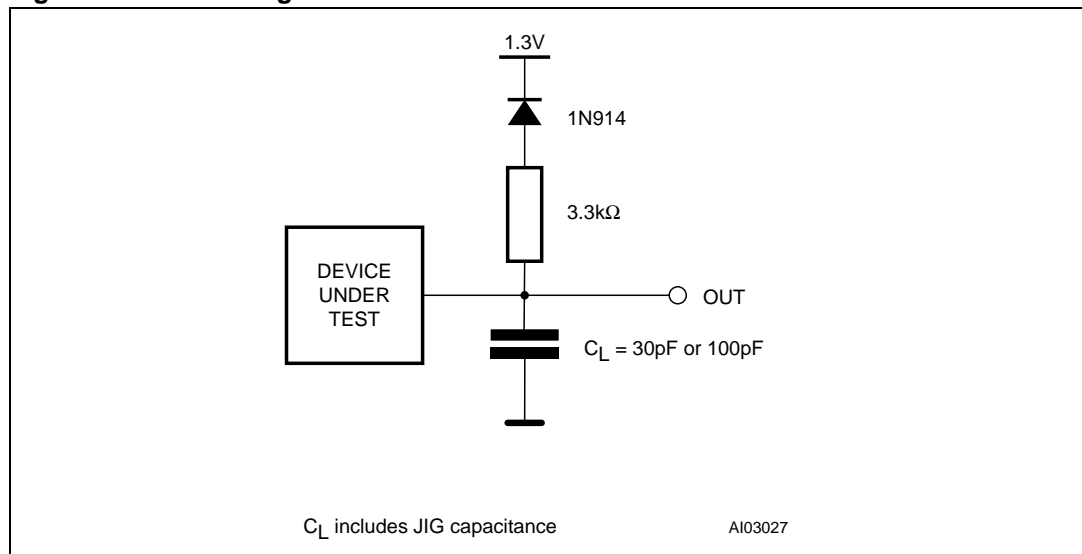 1.3V
1N914
3.3kΩ
DEVICE
UNDER
TEST
OUT
CL = 30pF or 100pF
CL includes JIG capacitance
AI03027